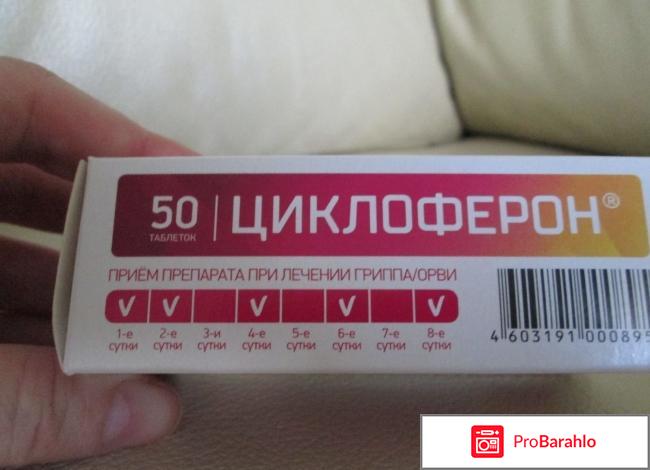 50 ТАБЛЕТОК
ЦИКЛОФЕРОН®
ПРИЁМ ПРЕПАРАТА ПРИ ЛЕЧЕНИИ ГРИППА/ОРВИ
1-е сутки 2-е сутки 3-и сутки 4-е сутки 5-е сутки 6-е сутки 7-е сутки 8-е сутки
4 603191 000895
ProBarahlo